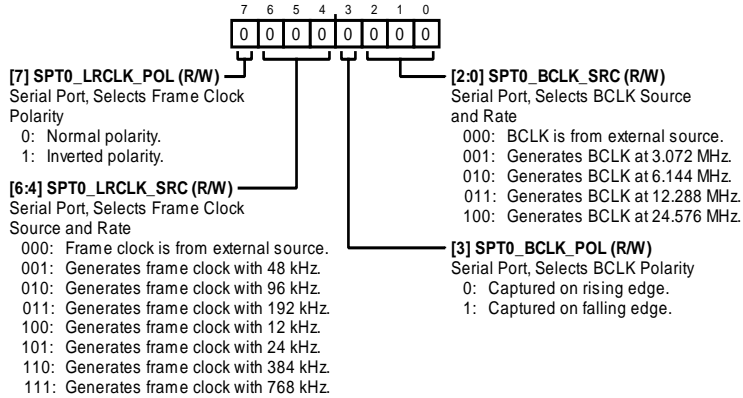 7 6 5 4 3 2 1 0
0 0 0 0 0 0 0 0
[7] SPT0_LRCLK_POL (R/W)
Serial Port, Selects Frame Clock
Polarity
0: Normal polarity.
1: Inverted polarity.
[6:4] SPT0_LRCLK_SRC (R/W)
Serial Port, Selects Frame Clock
Source and Rate
000: Frame clock is from external source.
001: Generates frame clock with 48 kHz.
010: Generates frame clock with 96 kHz.
011: Generates frame clock with 192 kHz.
100: Generates frame clock with 12 kHz.
101: Generates frame clock with 24 kHz.
110: Generates frame clock with 384 kHz.
111: Generates frame clock with 768 kHz.
[2:0] SPT0_BCLK_SRC (R/W)
Serial Port, Selects BCLK Source
and Rate
000: BCLK is from external source.
001: Generates BCLK at 3.072 MHz.
010: Generates BCLK at 6.144 MHz.
011: Generates BCLK at 12.288 MHz.
100: Generates BCLK at 24.576 MHz.
[3] SPT0_BCLK_POL (R/W)
Serial Port, Selects BCLK Polarity
0: Captured on rising edge.
1: Captured on falling edge.